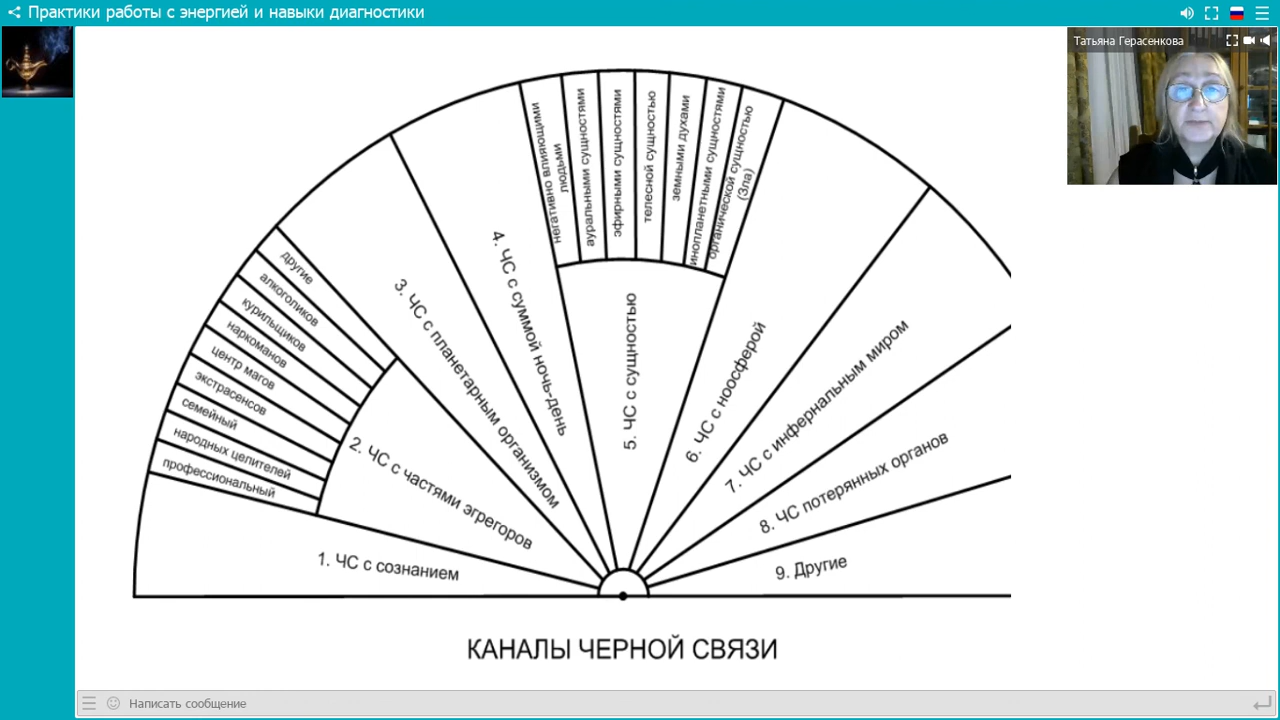 Практики работы с энергией и навыки диагностики
Татьяна Герасенкова
1. ЧС с сознанием
2. ЧС с частями эгрегоров
профессиональный
народных целителей
семейный
экстрасенсов
центр магов
наркоманов
курильщиков
алкоголиков
другие
3. ЧС с планетарным организмом
4. ЧС с суммой ночь-день
5. ЧС с сущностью
негативно влияющими
людьми
ауральными сущностями
эфирными сущностями
телесной сущностью
земными духами
инопланетными сущностями
органической сущностью
(Зла)
6. ЧС с ноосферой
7. ЧС с инфернальным миром
8. ЧС потерянных органов
9. Другие
КАНАЛЫ ЧЕРНОЙ СВЯЗИ
Написать сообщение